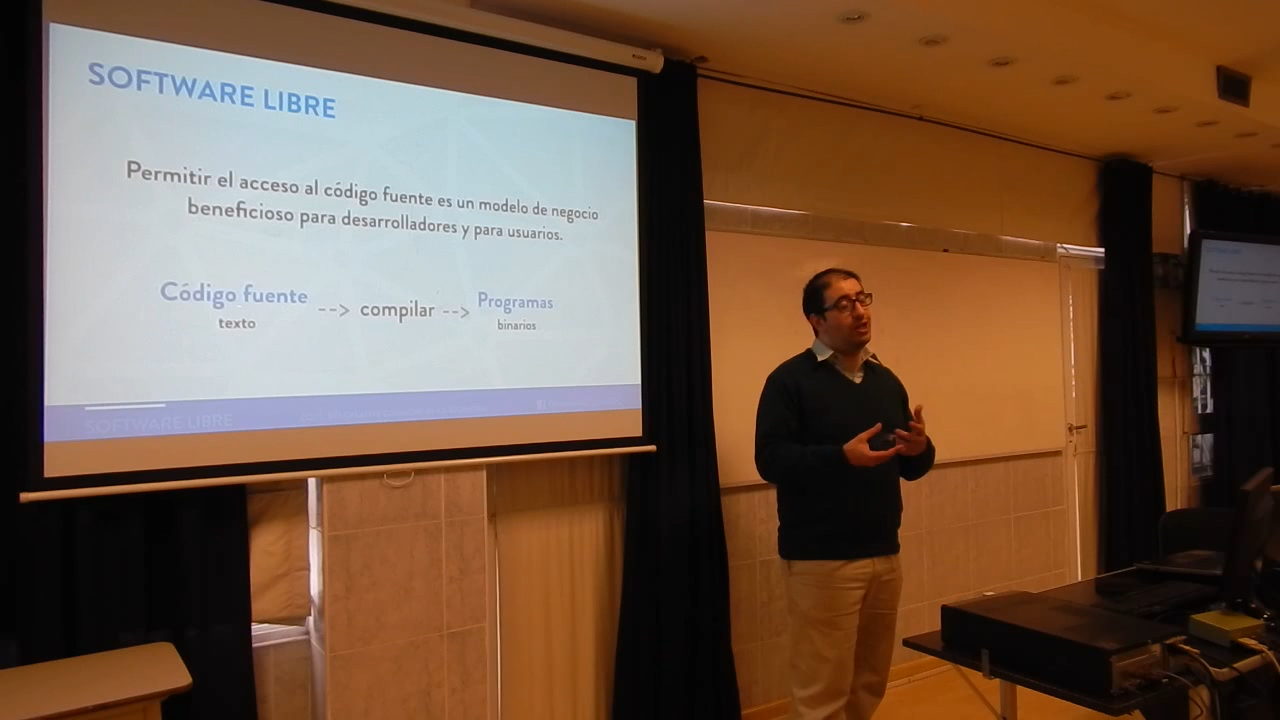 SOFTWARE LIBRE
Permitir el acceso al código fuente es un modelo de negocio
beneficioso para desarrolladores y para usuarios.
Código fuente --> compilar --> Programas
texto binarios
SOFTWARE LIBRE